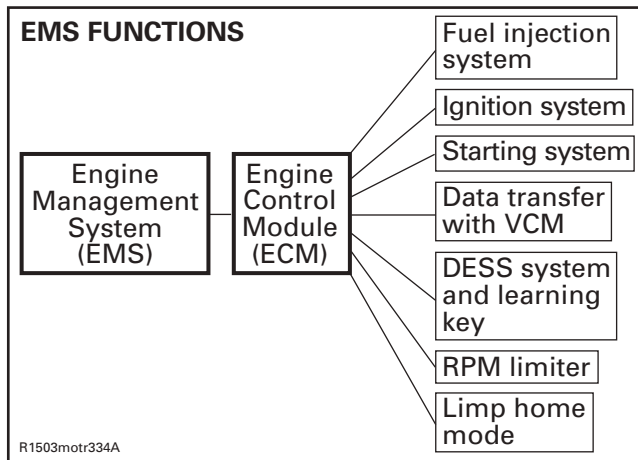 EMS FUNCTIONS
Engine
Management
System
(EMS)
Engine
Control
Module
(ECM)
Fuel injection
system
Ignition system
Starting system
Data transfer
with VCM
DESS system
and learning
key
RPM limiter
Limp home
mode
R1503motr334A